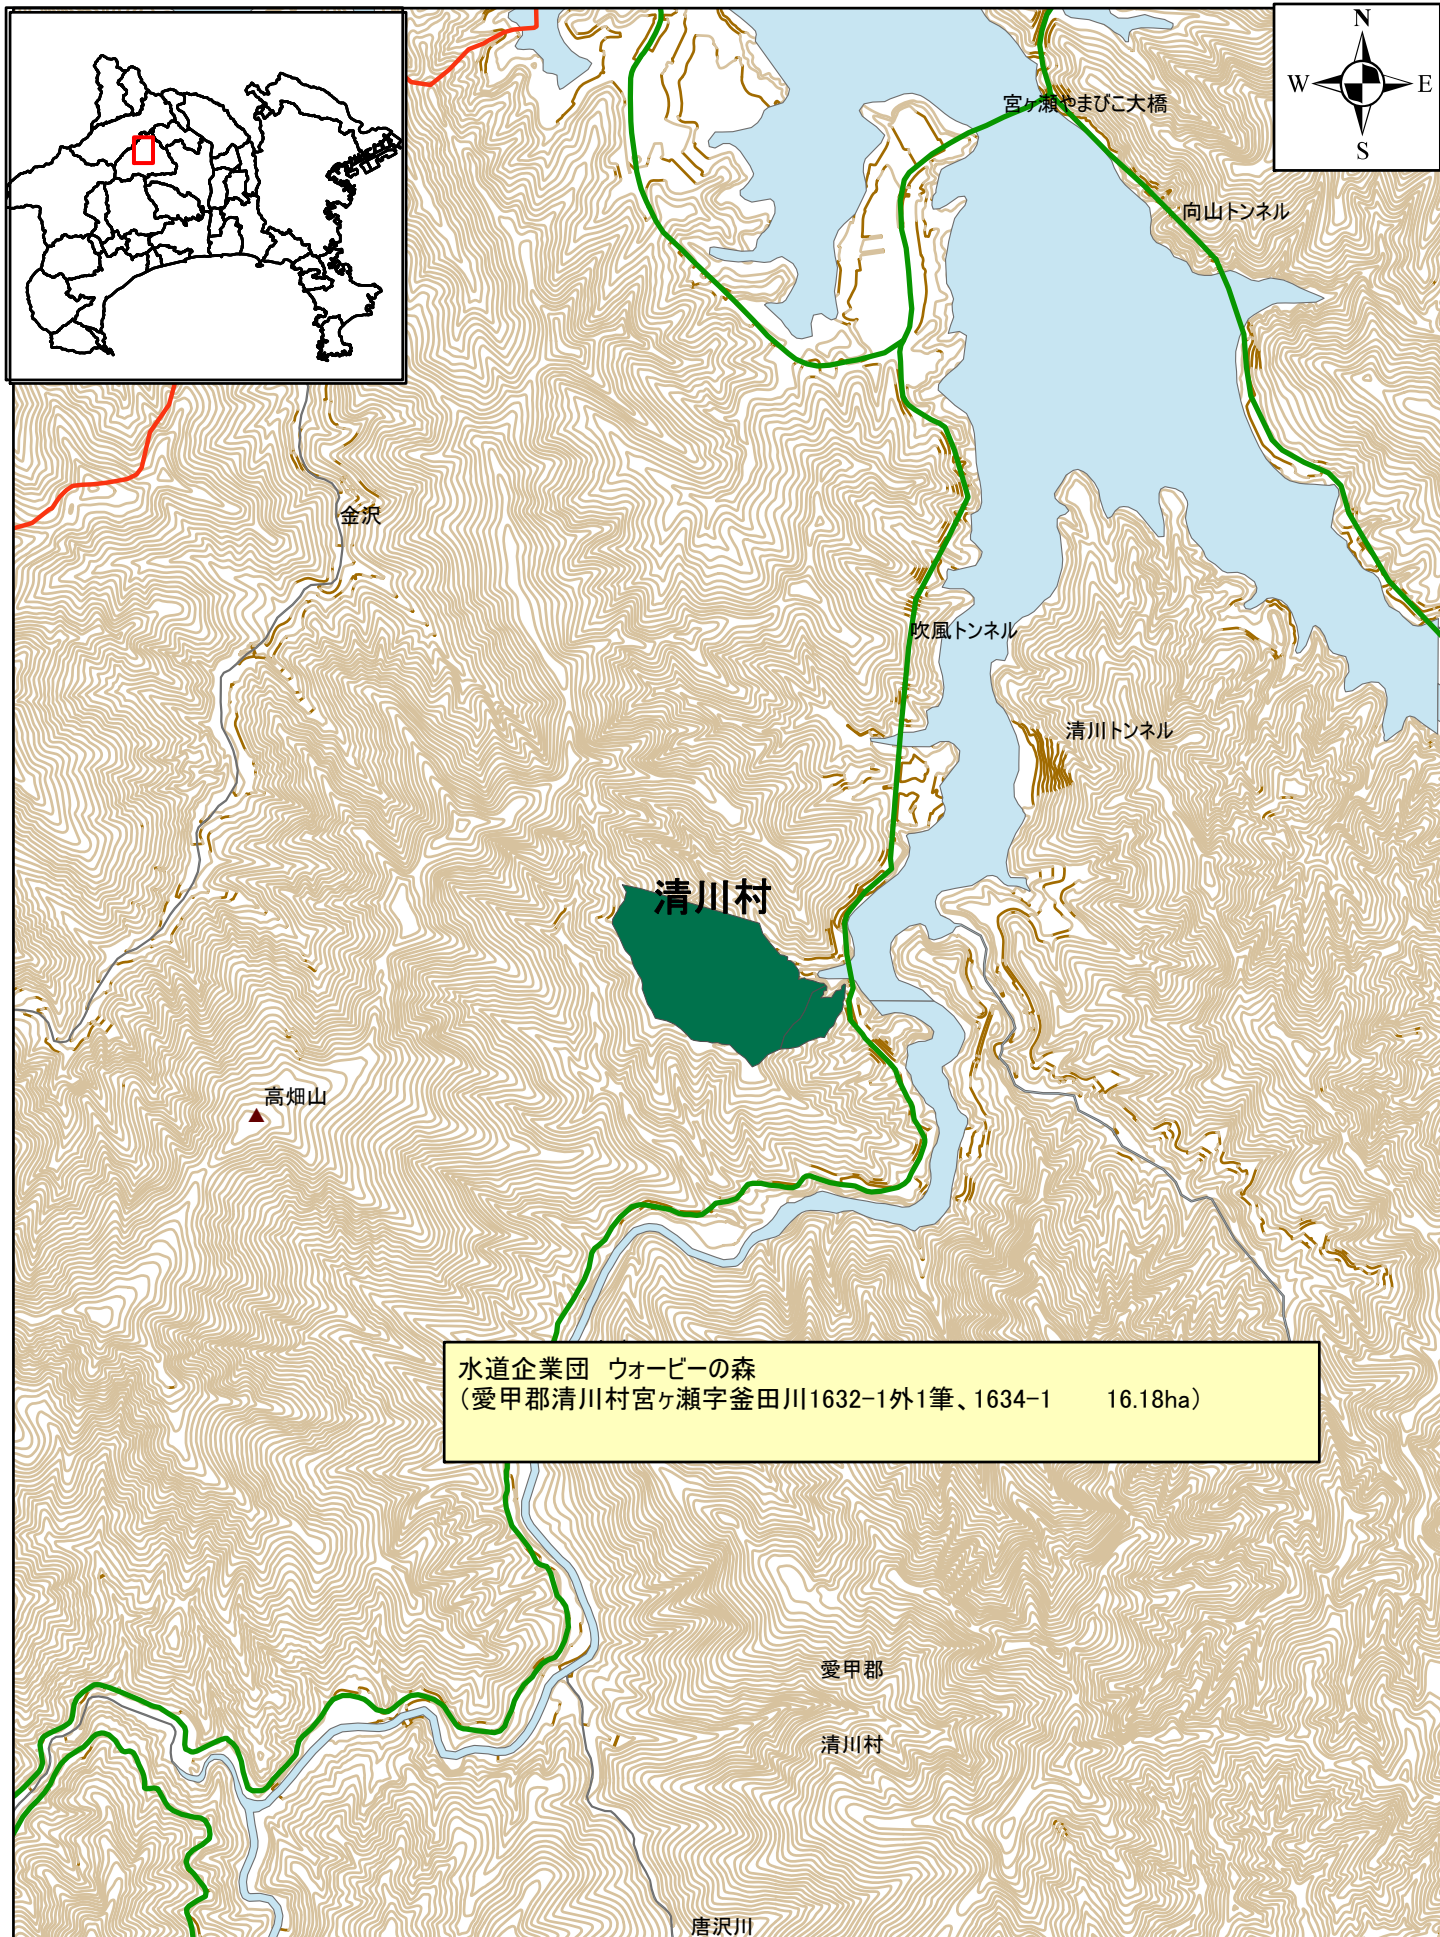 N
W E
S
宮ヶ瀬やまびこ大橋
向山トンネル
金沢
吹風トンネル
清川トンネル
清川村
高畑山
水道企業団　ウォービーの森
（愛甲郡清川村宮ヶ瀬字釜田川1632-1外1筆、1634-1　　16.18ha）
愛甲郡
清川村
唐沢川